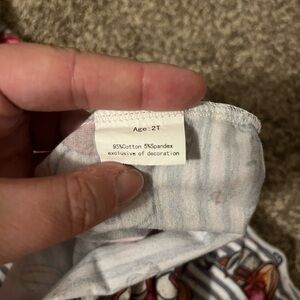 Age:2T
95%Cotton 5%Spandex
exclusive of decoration